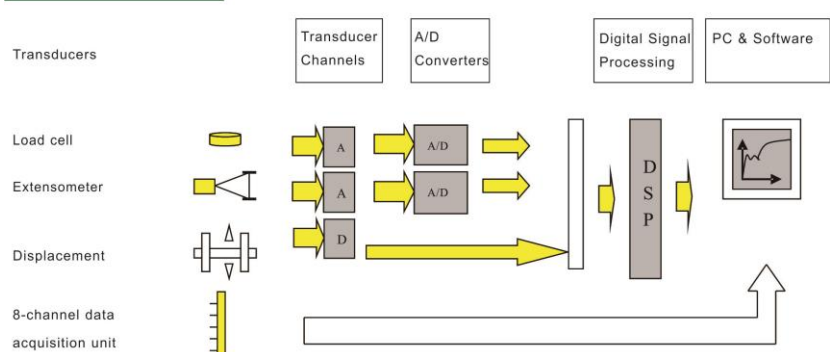 Transducers
Transducer
Channels
A/D
Converters
Digital Signal
Processing
PC & Software
Load cell
A
A/D
Extensometer
A
A/D
Displacement
D
D
S
P
8-channel data
acquisition unit